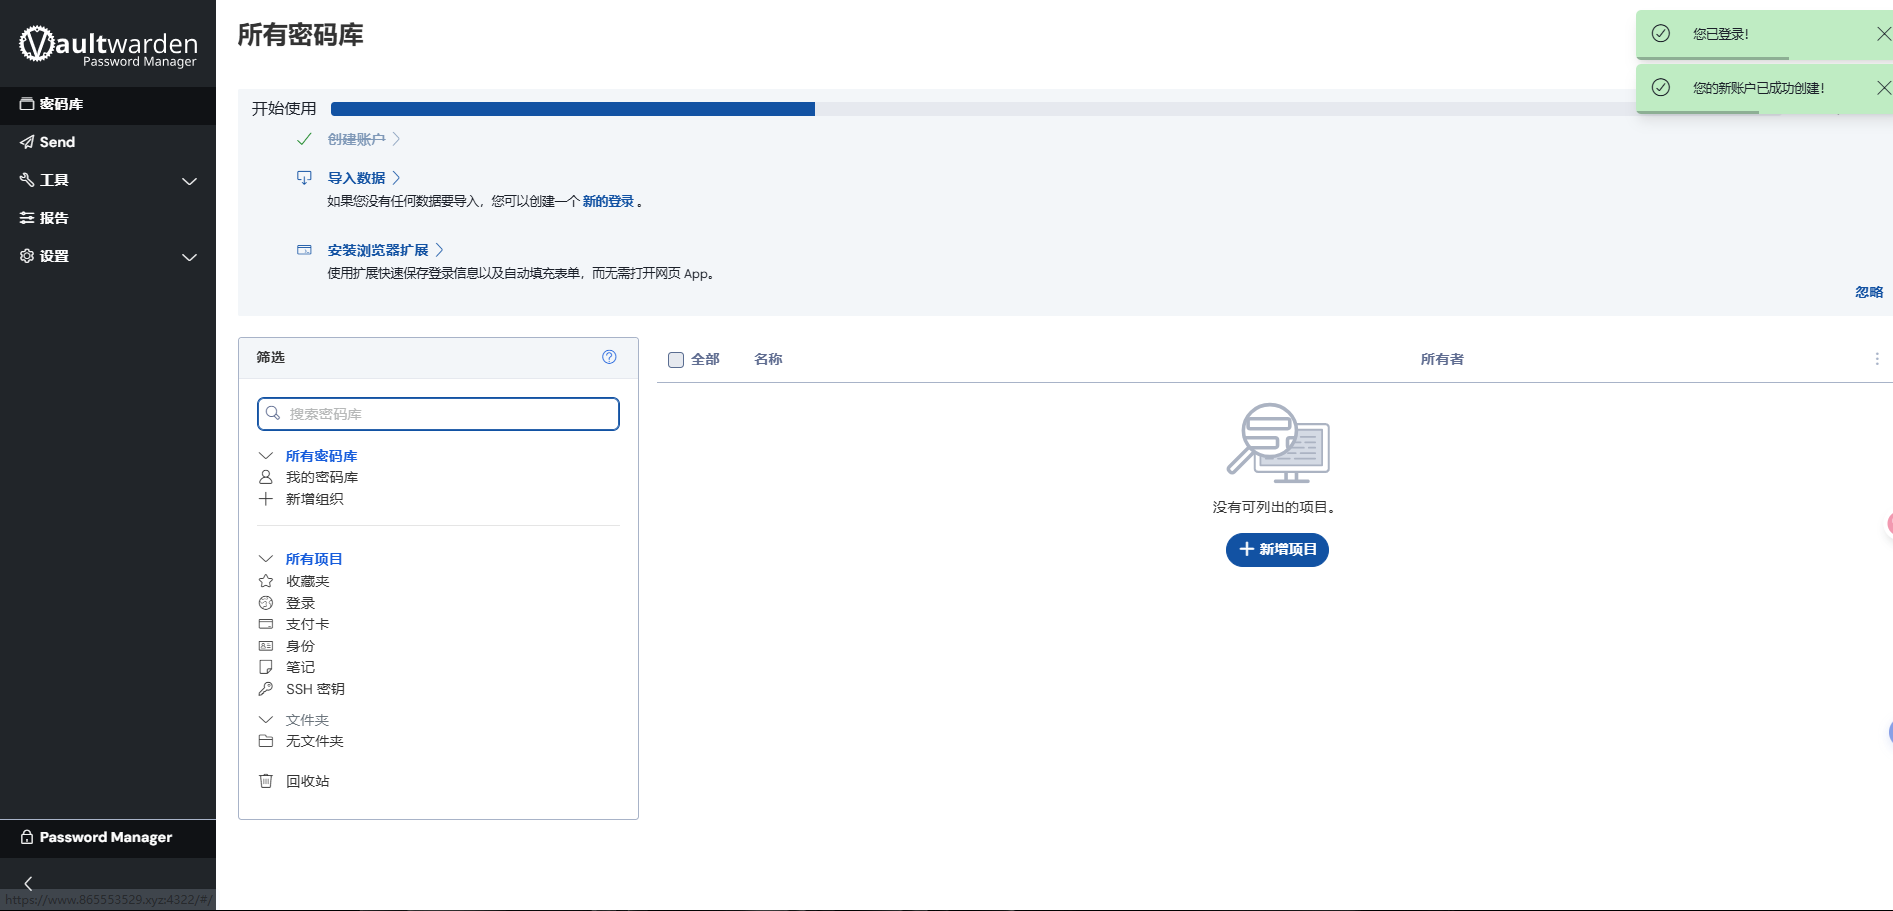 Vaultwarden
Password Manager
密码库
Send
工具
报告
设置
Password Manager
https://www.865553529.xyz:4322/#/
所有密码库
您已登录!
您的新账户已成功创建!
开始使用
创建账户
导入数据
如果您没有任何数据要导入，您可以创建一个 新的登录 。
安装浏览器扩展
使用扩展快速保存登录信息以及自动填充表单，而无需打开网页 App。
忽略
筛选
搜索密码库
所有密码库
我的密码库
新增组织
所有项目
收藏夹
登录
支付卡
身份
笔记
SSH 密钥
文件夹
无文件夹
回收站
全部 名称 所有者
没有可列出的项目。
新增项目